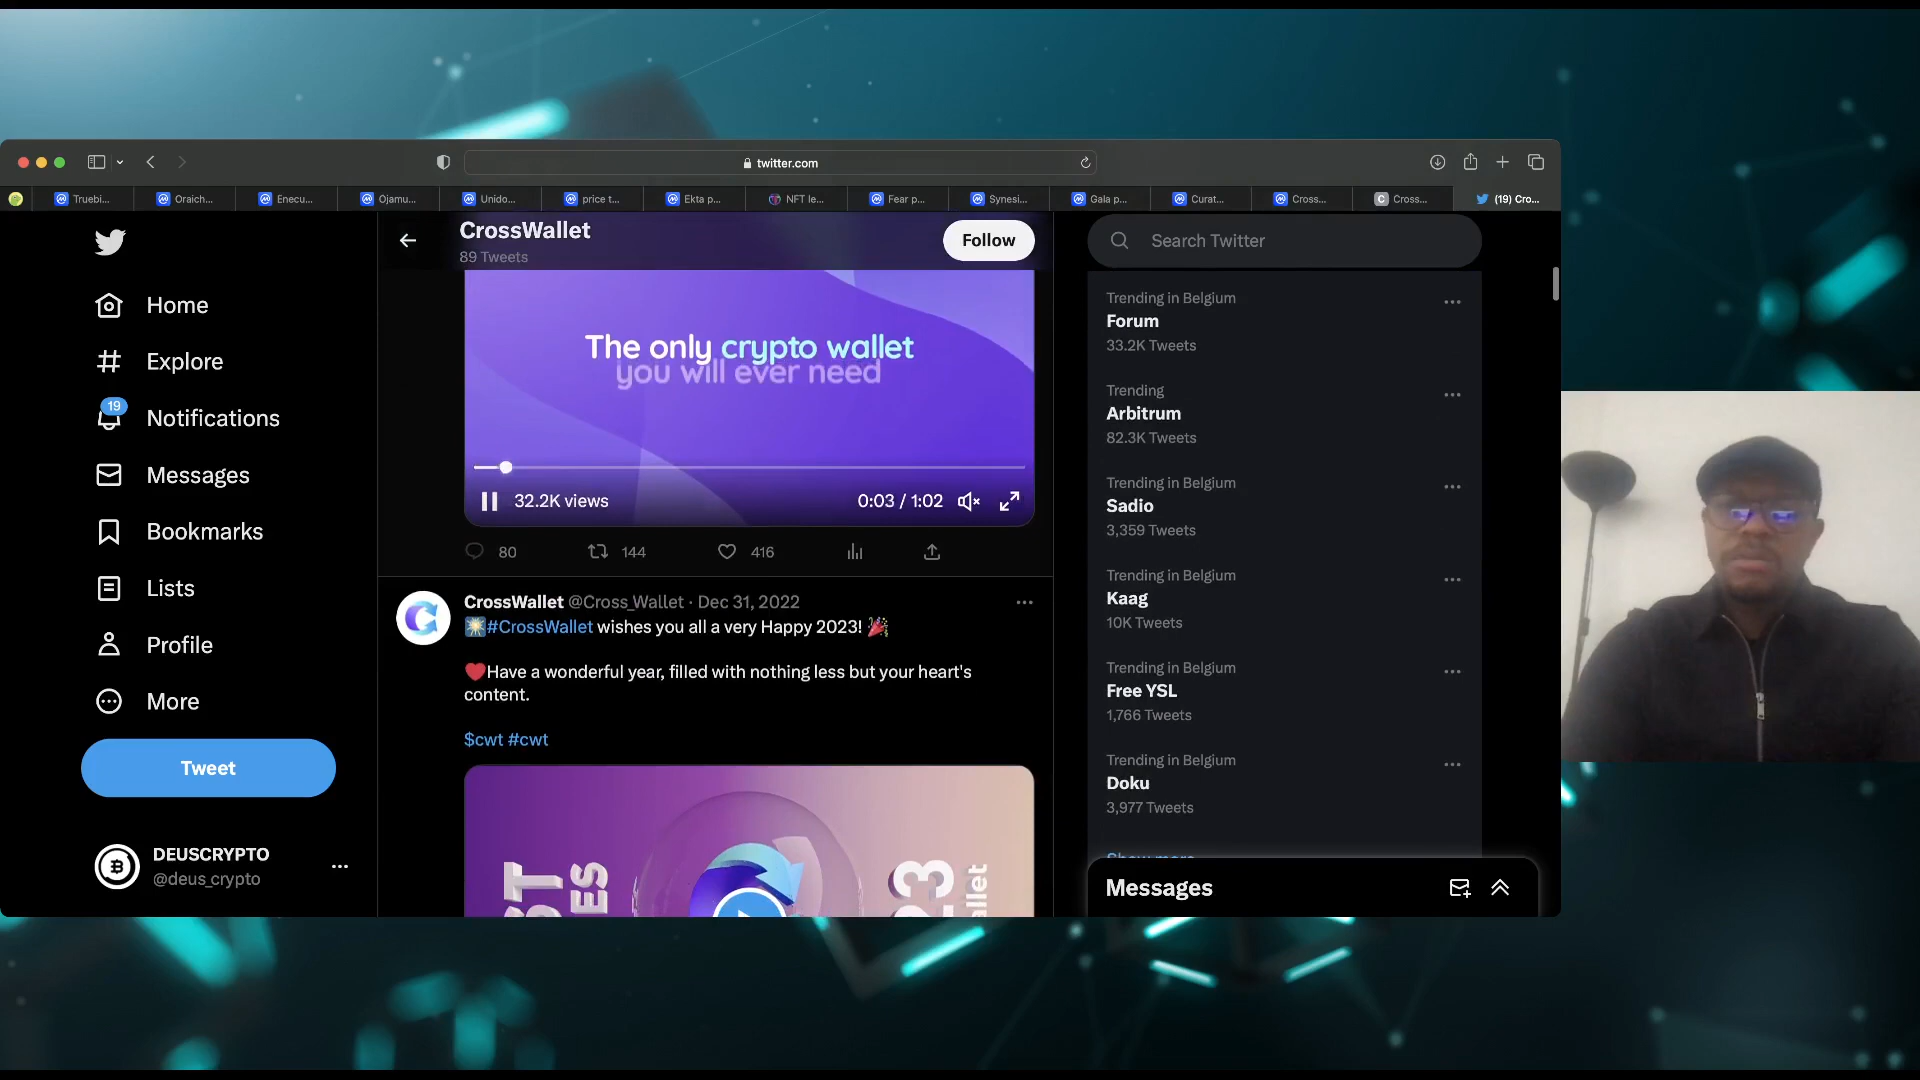 twitter.com
Truebi...
Oraich...
Enecu...
Ojamu...
Unido...
price t...
Ekta p...
NFT le...
Fear p...
Synesi...
Gala p...
Curat...
Cross...
C Cross...
(19) Cro...
Home
Explore
19
Notifications
Messages
Bookmarks
Lists
Profile
More
Tweet
DEUSCRYPTO
@deus_crypto
CrossWallet
89 Tweets
Follow
The only crypto wallet
you will ever need
32.2K views
0:03 / 1:02
80 144 416
CrossWallet @Cross_Wallet · Dec 31, 2022
#CrossWallet wishes you all a very Happy 2023!
Have a wonderful year, filled with nothing less but your heart's
content.
$cwt #cwt
Search Twitter
Trending in Belgium
Forum
33.2K Tweets
Trending
Arbitrum
82.3K Tweets
Trending in Belgium
Sadio
3,359 Tweets
Trending in Belgium
Kaag
10K Tweets
Trending in Belgium
Free YSL
1,766 Tweets
Trending in Belgium
Doku
3,977 Tweets
Show more
Messages